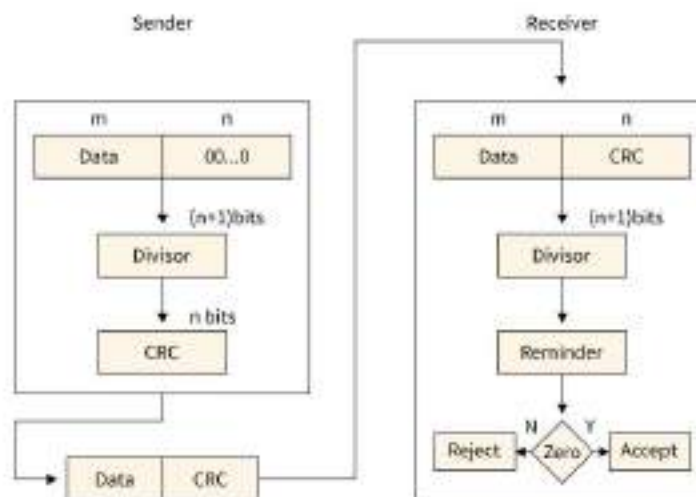 Sender
Receiver
m n
Data 00...0
(n+1)bits
Divisor
n bits
CRC
Data CRC
m n
Data CRC
(n+1)bits
Divisor
Reminder
N Y
Reject Zero Accept